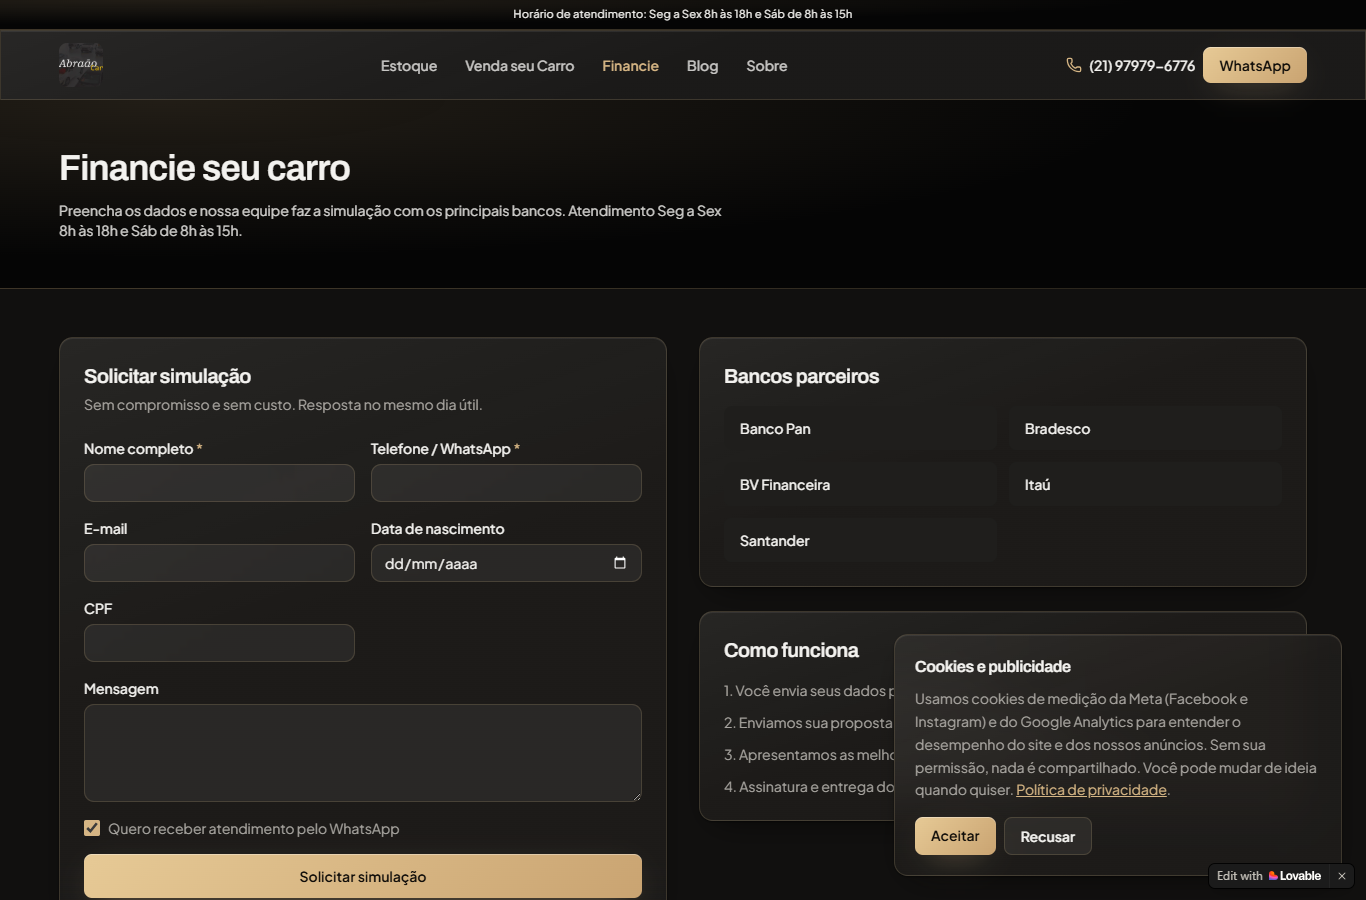 Horário de atendimento: Seg a Sex 8h às 18h e Sáb de 8h às 15h
Abraão
Car
Estoque
Venda seu Carro
Financie
Blog
Sobre
(21) 97979-6776
WhatsApp
Financie seu carro
Preencha os dados e nossa equipe faz a simulação com os principais bancos. Atendimento Seg a Sex
8h às 18h e Sáb de 8h às 15h.
Solicitar simulação
Sem compromisso e sem custo. Resposta no mesmo dia útil.
Nome completo *
Telefone / WhatsApp *
E-mail
Data de nascimento
dd/mm/aaaa
CPF
Mensagem
Quero receber atendimento pelo WhatsApp
Solicitar simulação
Bancos parceiros
Banco Pan
Bradesco
BV Financeira
Itaú
Santander
Como funciona
1. Você envia seus dados
2. Enviamos sua proposta
3. Apresentamos as
4. Assinatura e entrega do
Cookies e publicidade
Usamos cookies de medição da Meta (Facebook e
Instagram) e do Google Analytics para entender o
desempenho do site e dos nossos anúncios. Sem sua
permissão, nada é compartilhado. Você pode mudar de ideia
quando quiser. Política de privacidade.
Aceitar
Recusar
Edit with Lovable